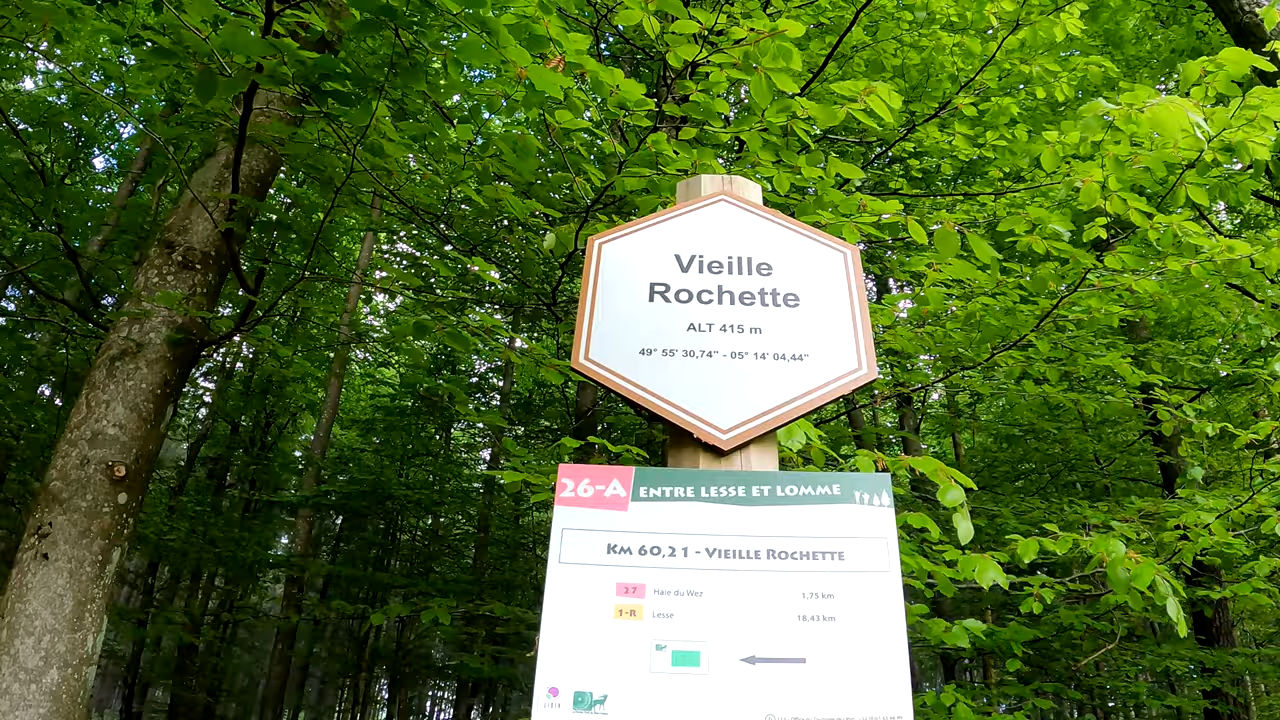 Vieille
Rochette
ALT 415 m
49° 55' 30,74" - 05° 14' 04,44"
26-A ENTRE LESSE ET LOMME
KM 60,21 - VIEILLE ROCHETTE
27 Haie du Wez 1,75 km
1-R Lesse 18,43 km
LIBIN